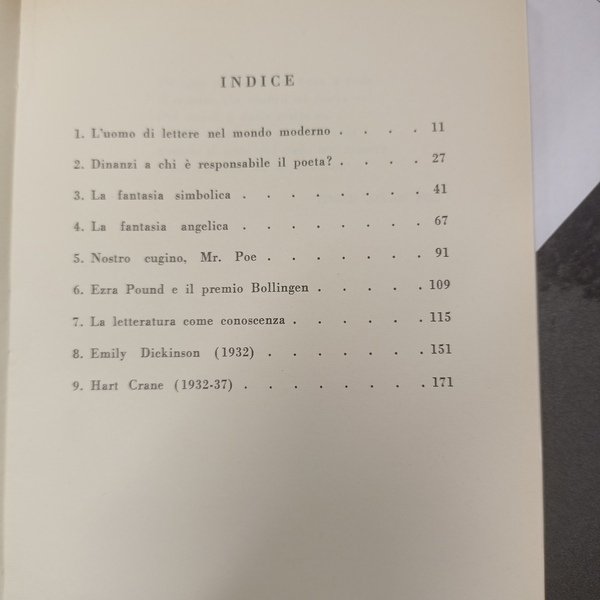 INDICE
1. L'uomo di lettere nel mondo moderno . . . . 11
2. Dinanzi a chi è responsabile il poeta? . . . . 27
3. La fantasia simbolica . . . . . . . . 41
4. La fantasia angelica . . . . . . . . 67
5. Nostro cugino, Mr. Poe . . . . . . . 91
6. Ezra Pound e il premio Bollingen . . . . . 109
7. La letteratura come conoscenza . . . . . . 115
8. Emily Dickinson (1932) . . . . . . . 151
9. Hart Crane (1932-37) . . . . . . . . 171